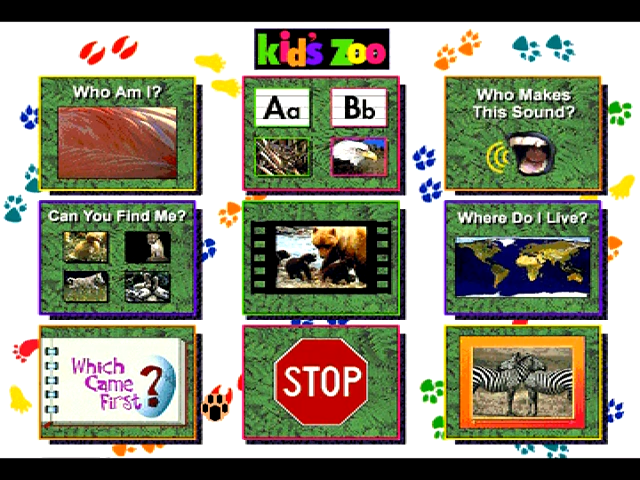 kid's Zoo
Who Am I?
Aa
Bb
Who Makes
This Sound?
Can You Find Me?
Where Do I Live?
Which
Came
First
?
STOP